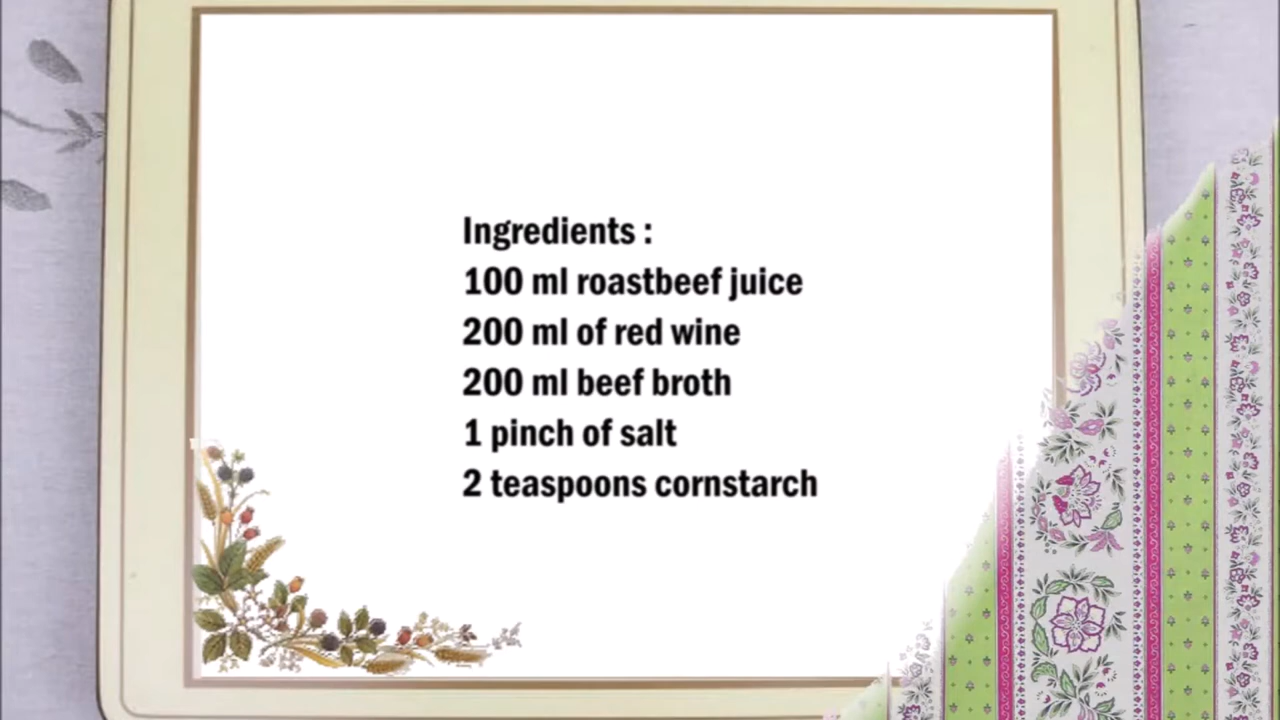 Ingredients :
100 ml roastbeef juice
200 ml of red wine
200 ml beef broth
1 pinch of salt
2 teaspoons cornstarch